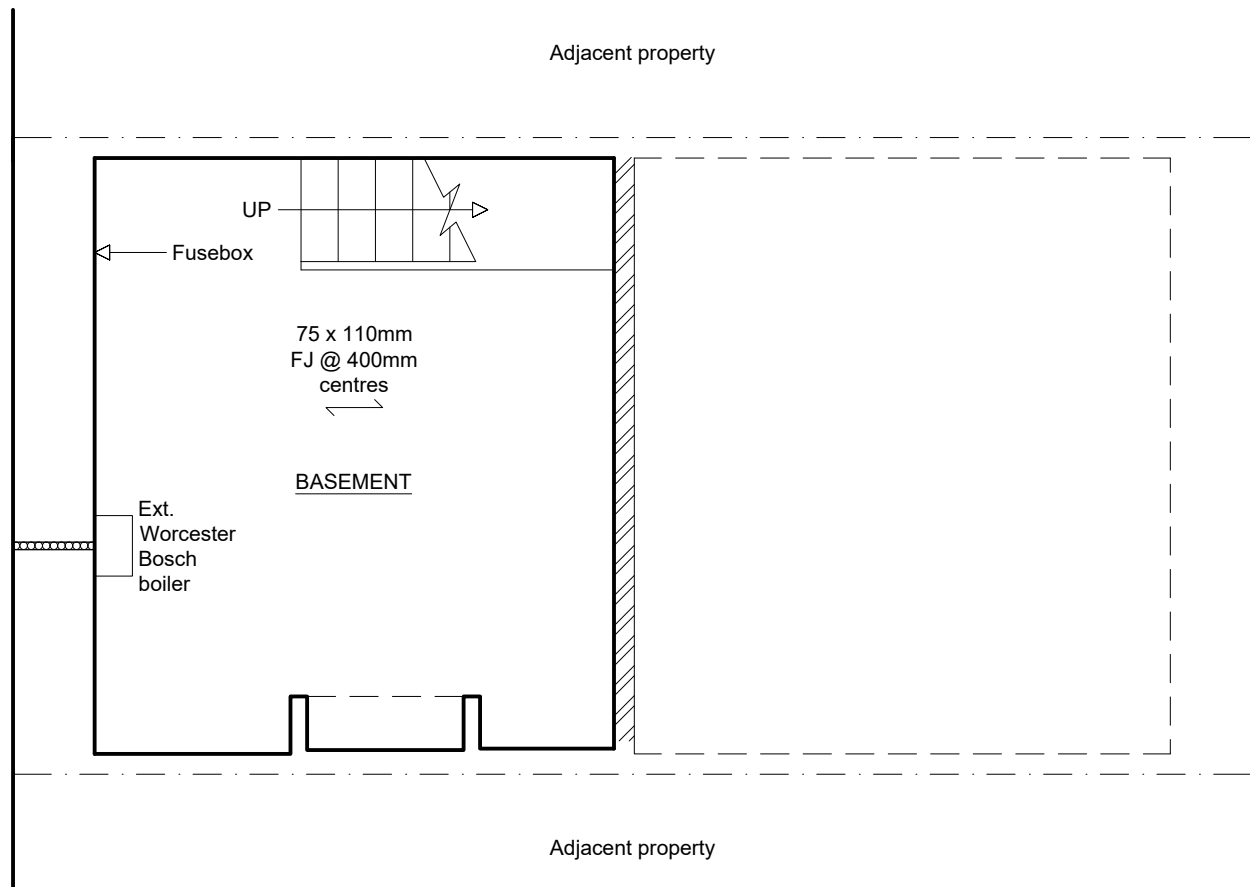 Adjacent property
UP
Fusebox
75 x 110mm
FJ @ 400mm
centres
BASEMENT
Ext.
Worcester
Bosch
boiler
Adjacent property